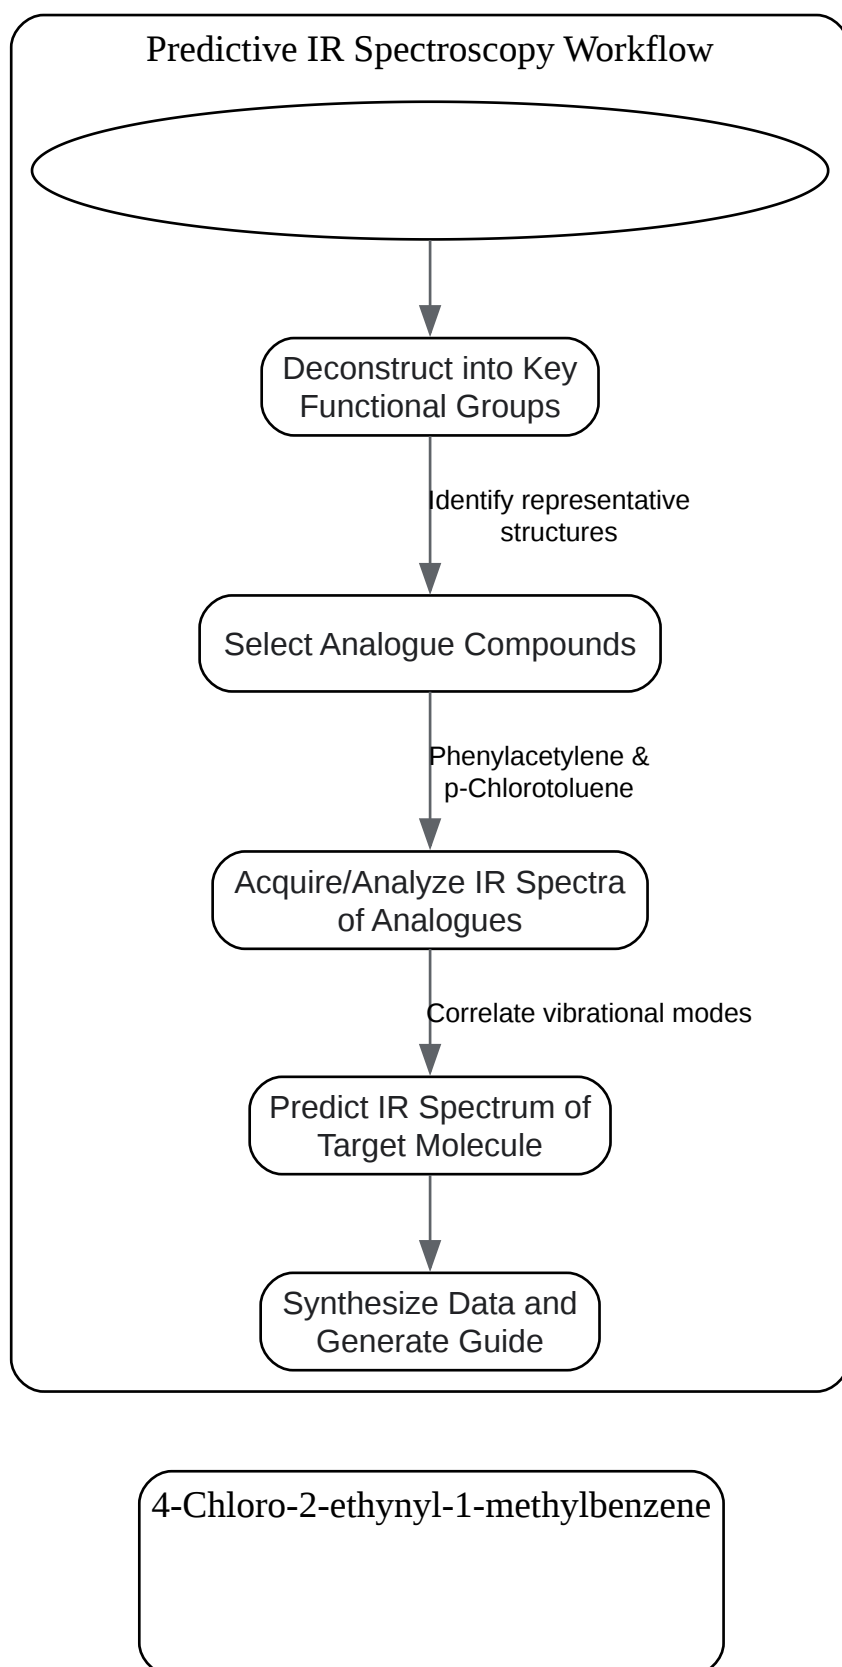 Predictive IR Spectroscopy Workflow
Deconstruct into Key
Functional Groups
Identify representative
structures
Select Analogue Compounds
Phenylacetylene &
p-Chlorotoluene
Acquire/Analyze IR Spectra
of Analogues
Correlate vibrational modes
Predict IR Spectrum of
Target Molecule
Synthesize Data and
Generate Guide
4-Chloro-2-ethynyl-1-methylbenzene